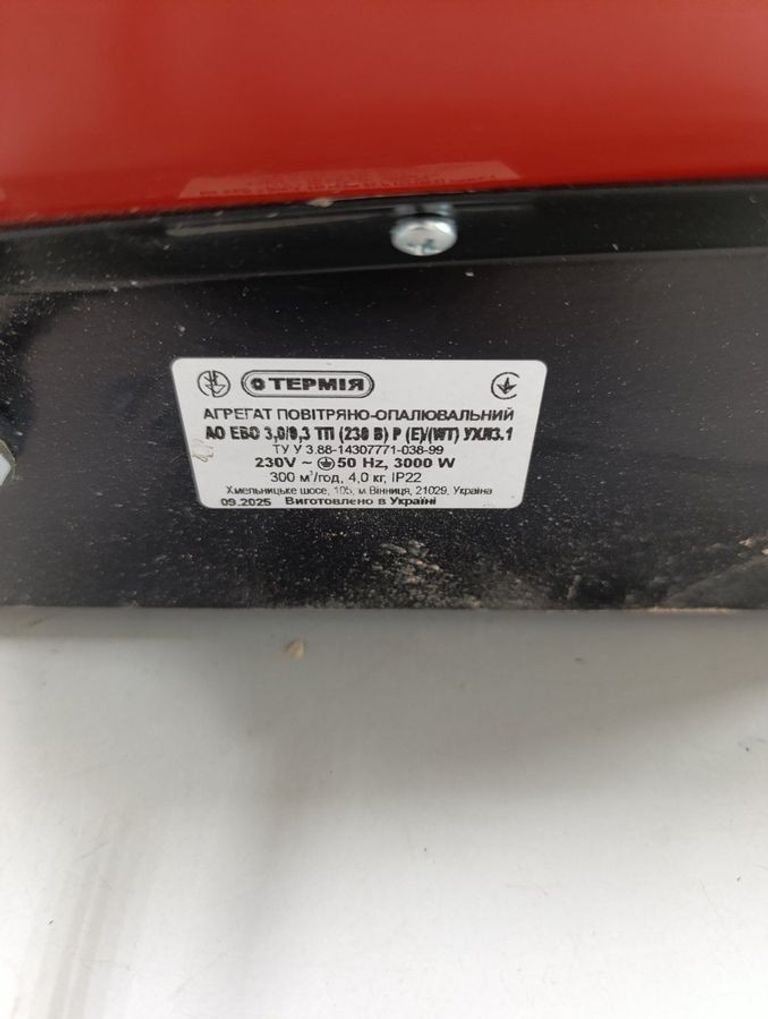 ТЕРМІЯ
АГРЕГАТ ПОВІТРЯНО-ОПАЛЮВАЛЬНИЙ
АО ЕВО 3,0/0,3 ТП (230 В) Р (Е)/(WT) УХЛ3.1
ТУ У 3.88-14307771-038-99
230V ~ 50 Hz, 3000 W
300 м³/год, 4,0 кг, IP22
Хмельницьке шосе, 105, м.Вінниця, 21029, Україна
09.2025 Виготовлено в Україні